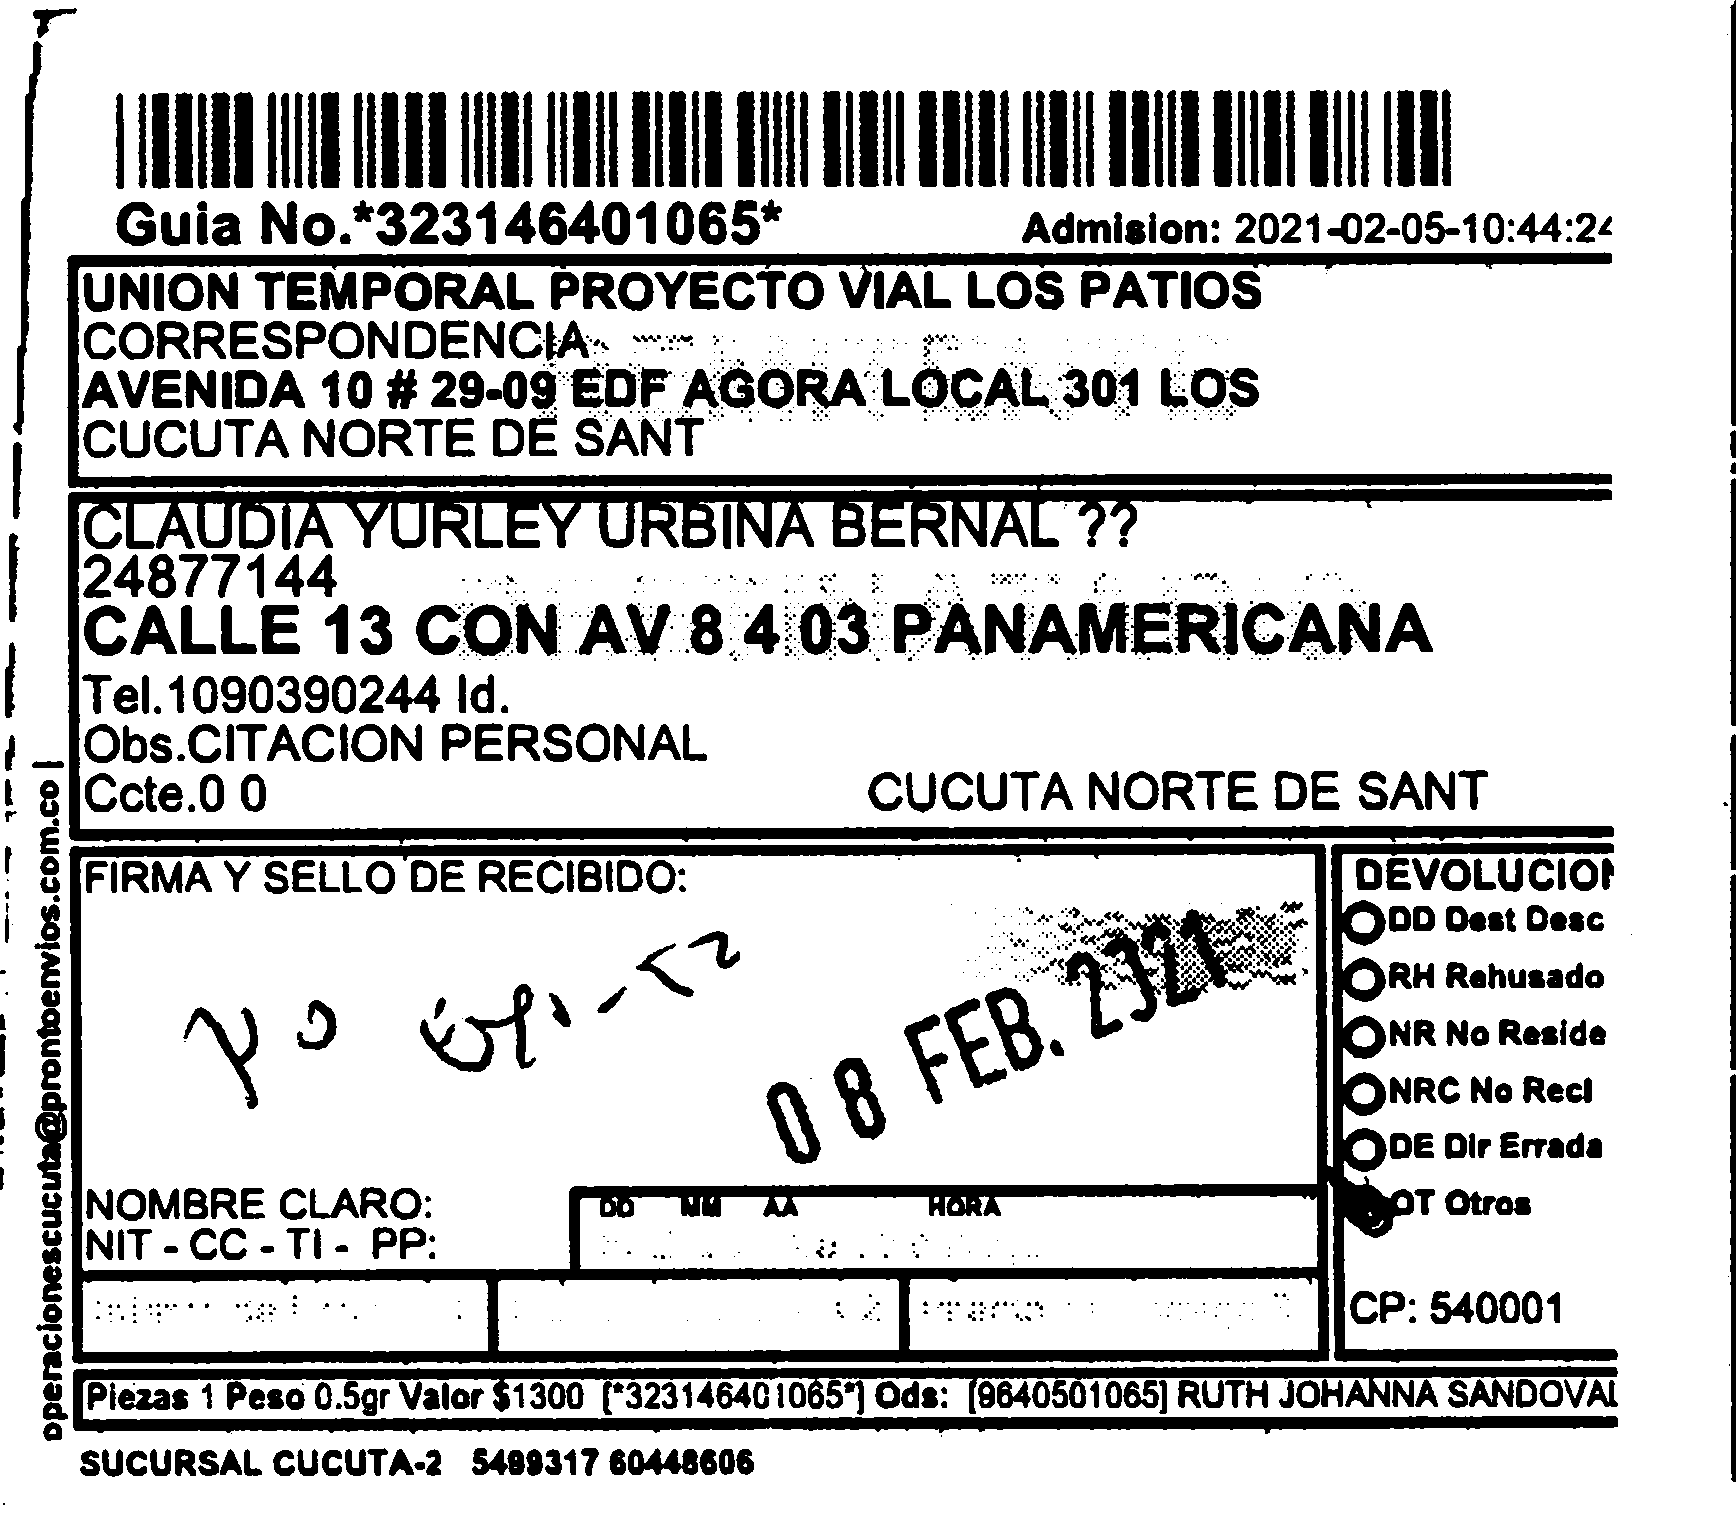 Guia No.*323146401065*
Admision: 2021-02-05-10:44:24
UNION TEMPORAL PROYECTO VIAL LOS PATIOS
CORRESPONDENCIA
AVENIDA 10 # 29-09 EDF AGORA LOCAL 301 LOS
CUCUTA NORTE DE SANT
CLAUDIA YURLEY URBINA BERNAL ??
24877144
CALLE 13 CON AV 8 4 03 PANAMERICANA
Tel.1090390244 Id.
Obs.CITACION PERSONAL
Ccte.0 0
CUCUTA NORTE DE SANT
operacionescucuta@prontoenvios.com.co |
FIRMA Y SELLO DE RECIBIDO:
No
08 FEB. 2021
NOMBRE CLARO:
NIT - CC - TI - PP:
DD MM AA HORA
DEVOLUCION
DD Dest Desc
RH Rehusado
NR No Reside
NRC No Recl
DE Dir Errada
OT Otros
CP: 540001
Piezas 1 Peso 0.5gr Valor $1300 [*323146401065*] Ods: [9640501065] RUTH JOHANNA SANDOVAL
SUCURSAL CUCUTA-2 5499317 60448606